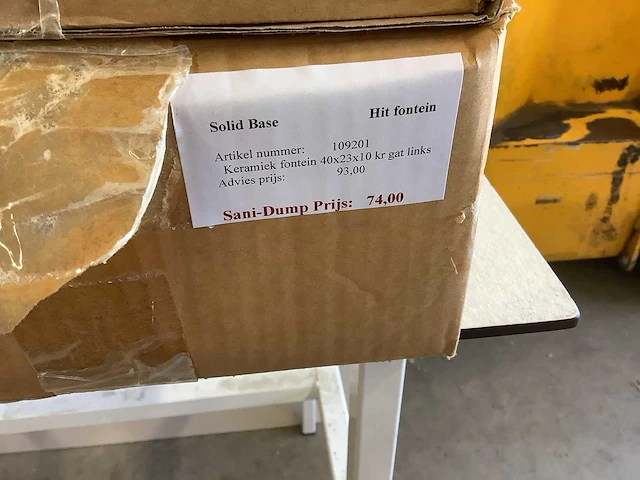 Solid Base Hit fontein
Artikel nummer: 109201
Keramiek fontein 40x23x10 kr gat links
Advies prijs: 93,00
Sani-Dump Prijs: 74,00